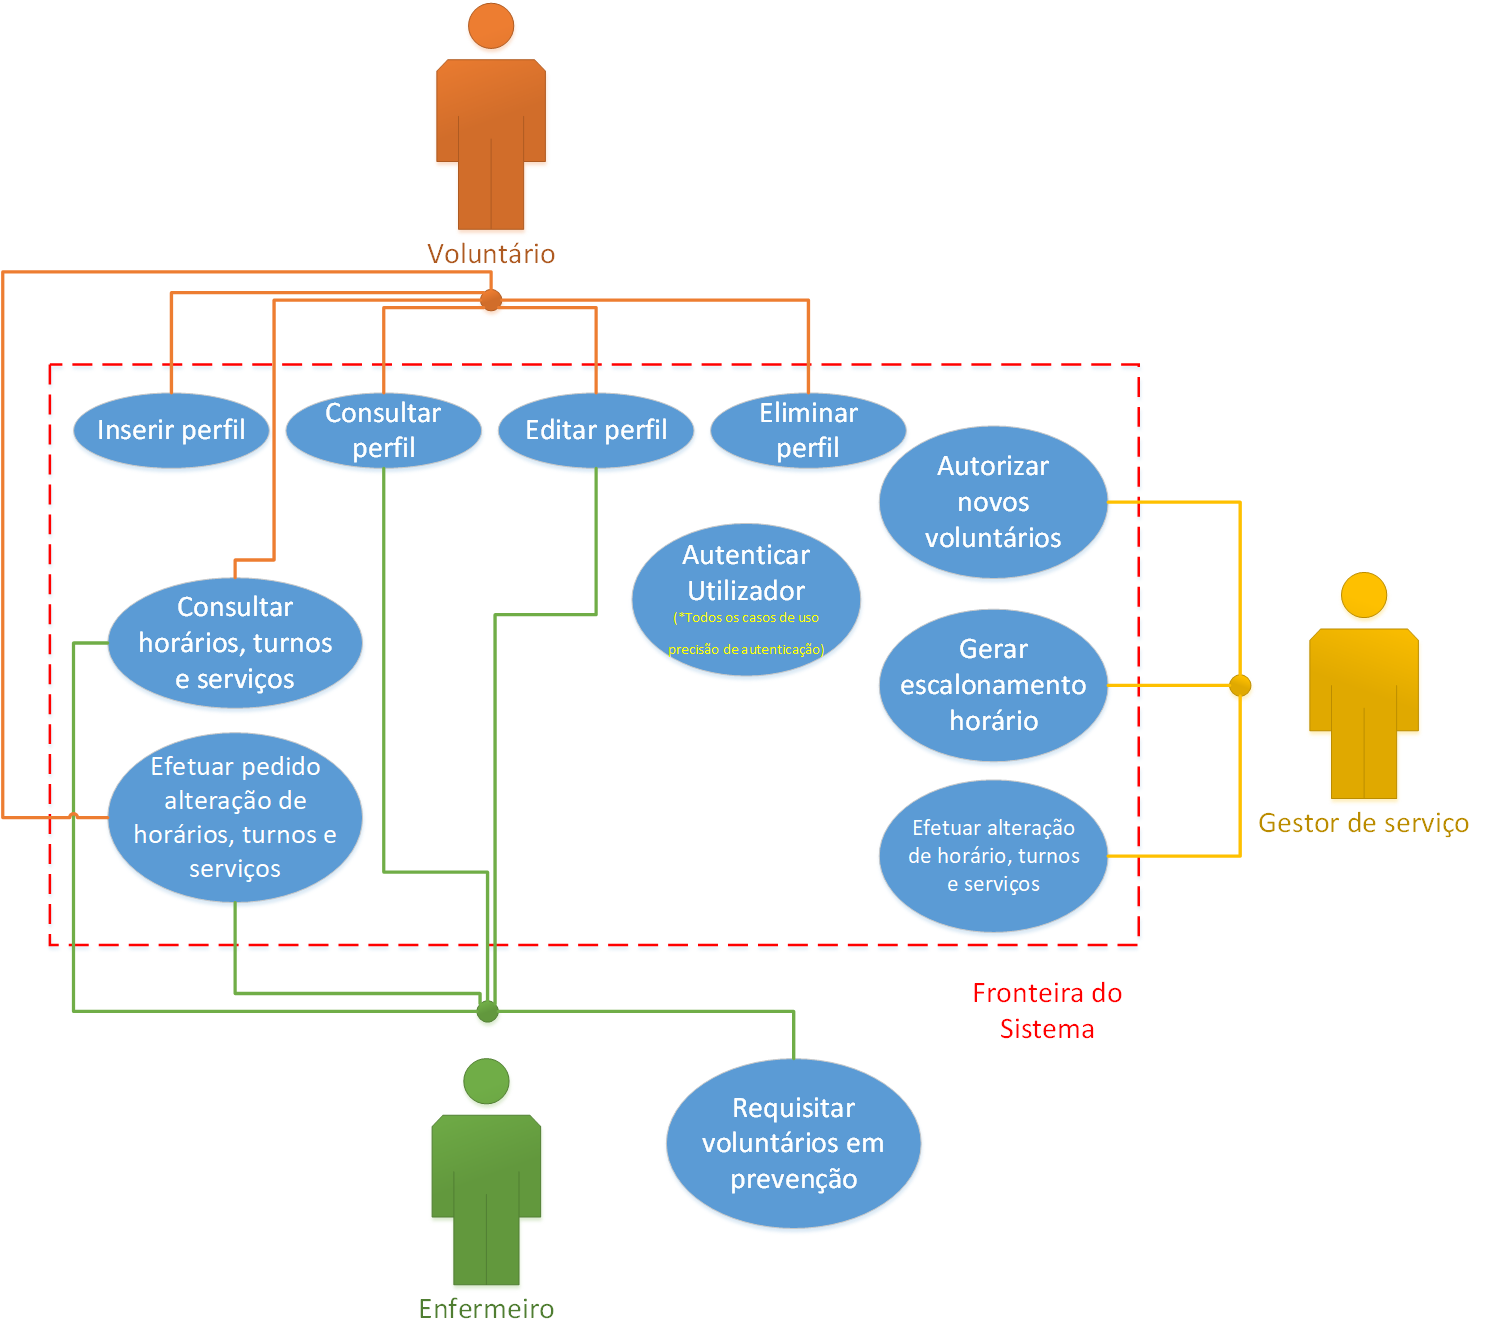 Voluntário
Inserir perfil
Consultar
perfil
Editar perfil
Eliminar
perfil
Autorizar
novos
voluntários
Autenticar
Utilizador
(*Todos os casos de uso
precisão de autenticação)
Consultar
horários, turnos
e serviços
Gerar
escalonamento
horário
Efetuar pedido
alteração de
horários, turnos e
serviços
Efetuar alteração
de horário, turnos
e serviços
Gestor de serviço
Fronteira do
Sistema
Requisitar
voluntários em
prevenção
Enfermeiro